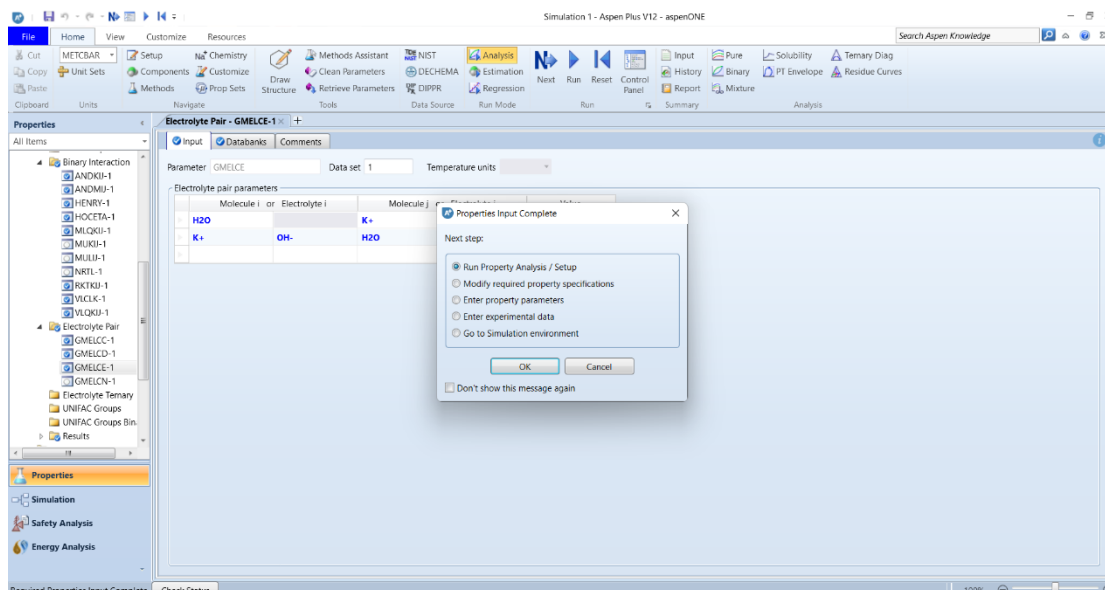 Simulation 1 - Aspen Plus V12 - aspenONE
File Home View Customize Resources Search Aspen Knowledge
Cut METCBAR Setup Na+ Chemistry Methods Assistant NIST Analysis Input Pure Solubility Ternary Diag
Copy Unit Sets Components Customize Clean Parameters DECHEMA Estimation History Binary PT Envelope Residue Curves
Paste Methods Prop Sets Draw Structure Retrieve Parameters DIPPR Regression Next Run Reset Control Panel Report Mixture
Clipboard Units Navigate Tools Data Source Run Mode Run Summary Analysis
Properties
All Items
Binary Interaction
ANDKIJ-1
ANDMIJ-1
HENRY-1
HOCETA-1
MLQKIJ-1
MUKIJ-1
MULIJ-1
NRTL-1
RKTKIJ-1
VLCLK-1
VLQKIJ-1
Electrolyte Pair
GMELCC-1
GMELCD-1
GMELCE-1
GMELCN-1
Electrolyte Ternary
UNIFAC Groups
UNIFAC Groups Bin
Results
Properties
Simulation
Safety Analysis
Energy Analysis
Electrolyte Pair - GMELCE-1 × +
Input Databanks Comments
Parameter GMELCE Data set 1 Temperature units
Electrolyte pair parameters
Molecule i or Electrolyte i Molecule j
H2O K+
K+ OH- H2O
Properties Input Complete
Next step:
Run Property Analysis / Setup
Modify required property specifications
Enter property parameters
Enter experimental data
Go to Simulation environment
OK Cancel
Don't show this message again
Required Properties Input Complete Check Status 100%